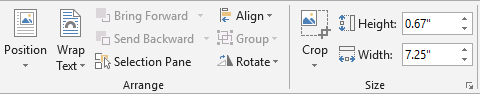 Position
Wrap
Text
Bring Forward
Send Backward
Selection Pane
Align
Group
Rotate
Arrange
Crop
Height: 0.67"
Width: 7.25"
Size